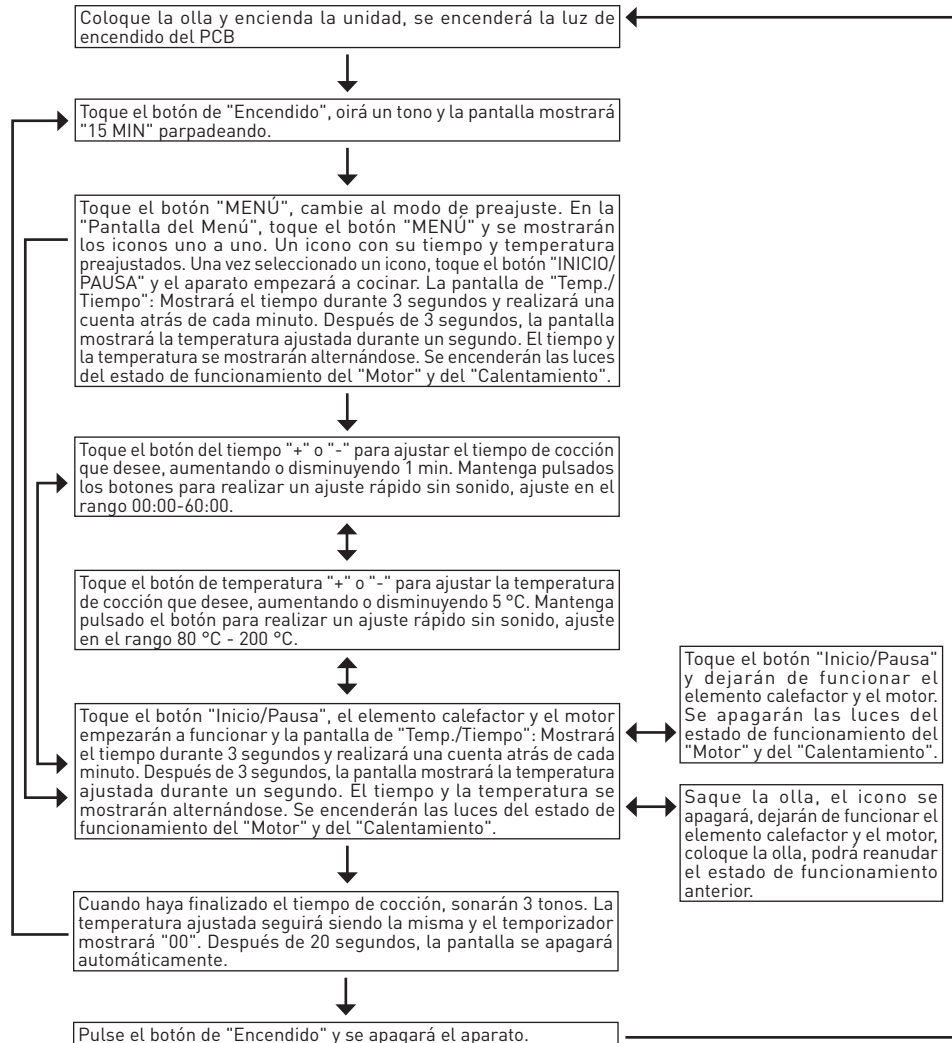 Coloque la olla y encienda la unidad, se encenderá la luz de
encendido del PCB
Toque el botón de "Encendido", oirá un tono y la pantalla mostrará
"15 MIN" parpadeando.
Toque el botón "MENÚ", cambie al modo de preajuste. En la
"Pantalla del Menú", toque el botón "MENÚ" y se mostrarán
los iconos uno a uno. Un icono con su tiempo y temperatura
preajustados. Una vez seleccionado un icono, toque el botón "INICIO/
PAUSA" y el aparato empezará a cocinar. La pantalla de "Temp./
Tiempo": Mostrará el tiempo durante 3 segundos y realizará una
cuenta atrás de cada minuto. Después de 3 segundos, la pantalla
mostrará la temperatura ajustada durante un segundo. El tiempo y
la temperatura se mostrarán alternándose. Se encenderán las luces
del estado de funcionamiento del "Motor" y del "Calentamiento".
Toque el botón del tiempo "+" o "-" para ajustar el tiempo de cocción
que desee, aumentando o disminuyendo 1 min. Mantenga pulsados
los botones para realizar un ajuste rápido sin sonido, ajuste en el
rango 00:00-60:00.
Toque el botón de temperatura "+" o "-" para ajustar la temperatura
de cocción que desee, aumentando o disminuyendo 5 °C. Mantenga
pulsado el botón para realizar un ajuste rápido sin sonido, ajuste
en el rango 80 °C - 200 °C.
Toque el botón "Inicio/Pausa", el elemento calefactor y el motor
empezarán a funcionar y la pantalla de "Temp./Tiempo": Mostrará
el tiempo durante 3 segundos y realizará una cuenta atrás de cada
minuto. Después de 3 segundos, la pantalla mostrará la temperatura
ajustada durante un segundo. El tiempo y la temperatura se
mostrarán alternándose. Se encenderán las luces del estado de
funcionamiento del "Motor" y del "Calentamiento".
Toque el botón "Inicio/Pausa"
y dejarán de funcionar el
elemento calefactor y el motor.
Se apagarán las luces del
estado de funcionamiento del
"Motor" y del "Calentamiento".
Saque la olla, el icono se
apagará, dejarán de funcionar el
elemento calefactor y el motor,
coloque la olla, podrá reanudar
el estado de funcionamiento
anterior.
Cuando haya finalizado el tiempo de cocción, sonarán 3 tonos. La
temperatura ajustada seguirá siendo la misma y el temporizador
mostrará "00". Después de 20 segundos, la pantalla se apagará
automáticamente.
Pulse el botón de "Encendido" y se apagará el aparato.